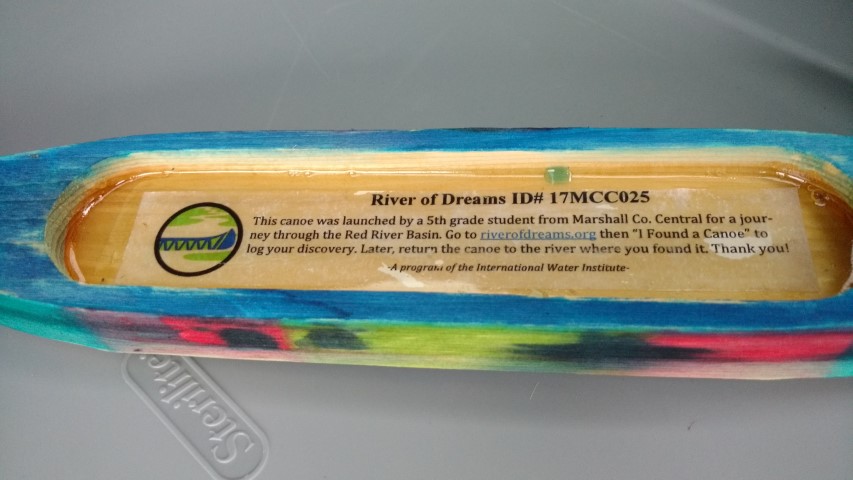 River of Dreams ID# 17MCC025
This canoe was launched by a 5th grade student from Marshall Co. Central for a jour-
ney through the Red River Basin. Go to riverofdreams.org then "I Found a Canoe" to
log your discovery. Later, return the canoe to the river where you found it. Thank you!
-A program of the International Water Institute-
Sterilite